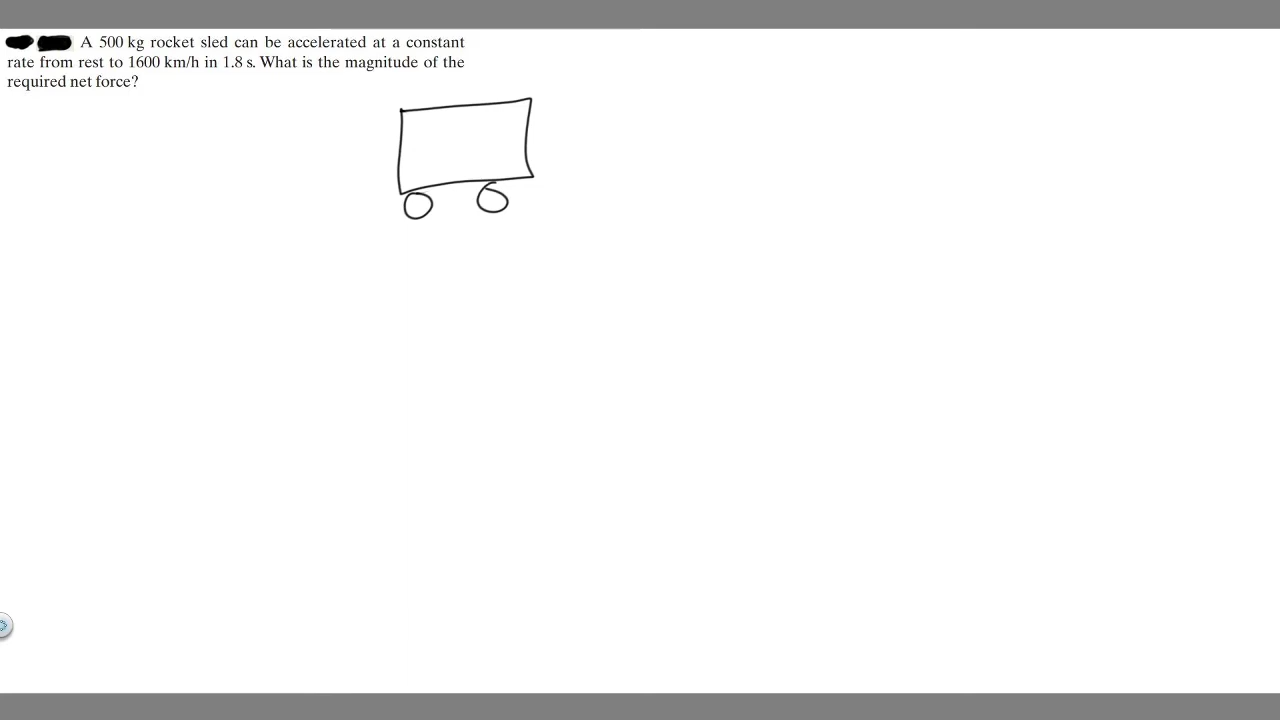 A 500 kg rocket sled can be accelerated at a constant
rate from rest to 1600 km/h in 1.8 s. What is the magnitude of the
required net force?